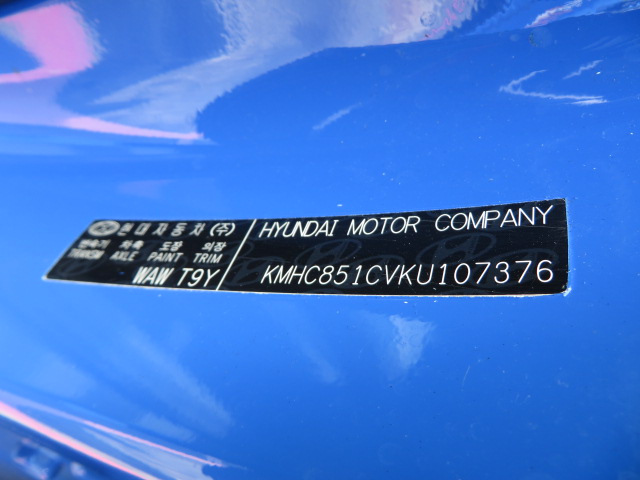 현대자동차(주)
변속기 차축 도장 외장
AXLE PAINT TRIM
WAW T9Y
HYUNDAI MOTOR COMPANY
KMHC851CVKU107376